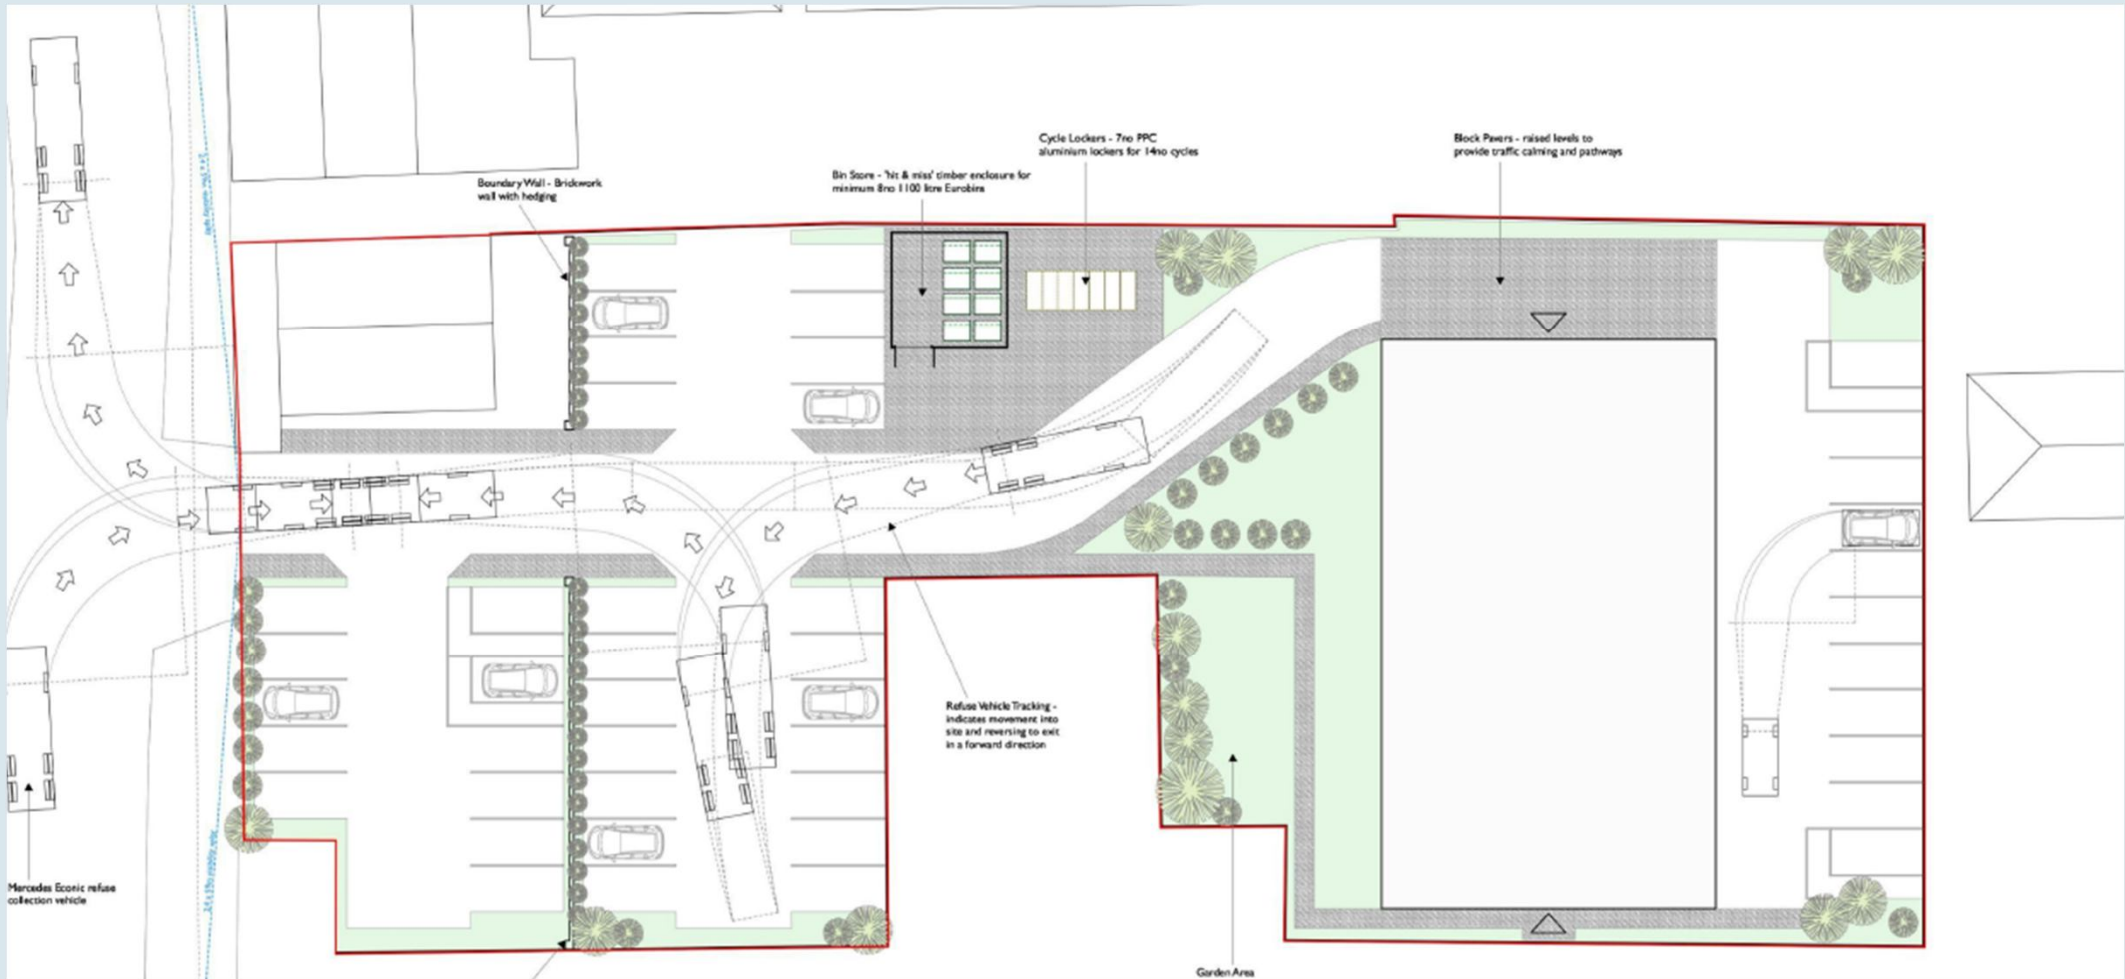 Cycle Lockers - 7no PPC
aluminium lockers for 14no cycles
Block Pavers - raised levels to
provide traffic calming and pathways
Bin Store - 'hit & miss' timber enclosure for
minimum 8no 1100 litre Eurobins
Boundary Wall - Brickwork
wall with hedging
Refuse Vehicle Tracking -
indicates movement into
site and reversing to exit
in a forward direction
Mercedes Econic refuse
collection vehicle
Garden Area